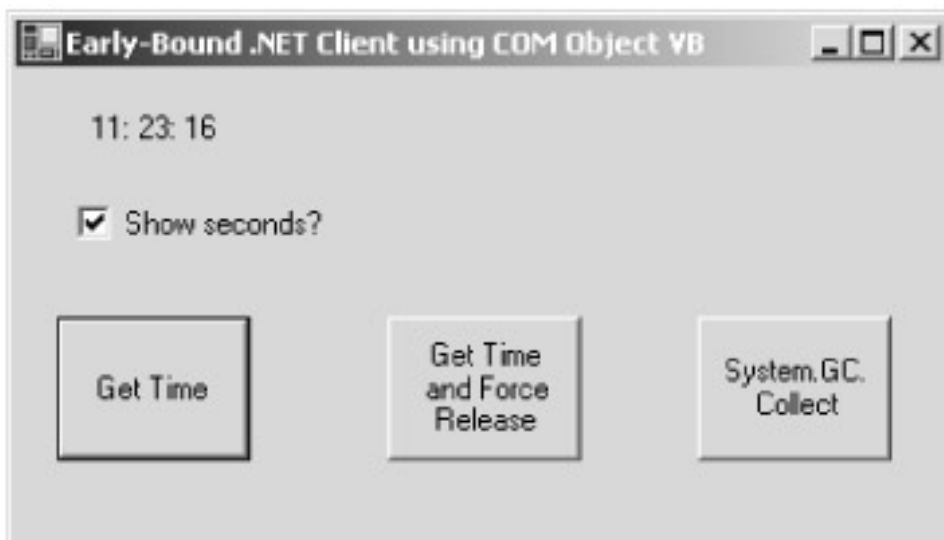 Early-Bound .NET Client using COM Object VB
11: 23: 16
Show seconds?
Get Time
Get Time
and Force
Release
System.GC.
Collect